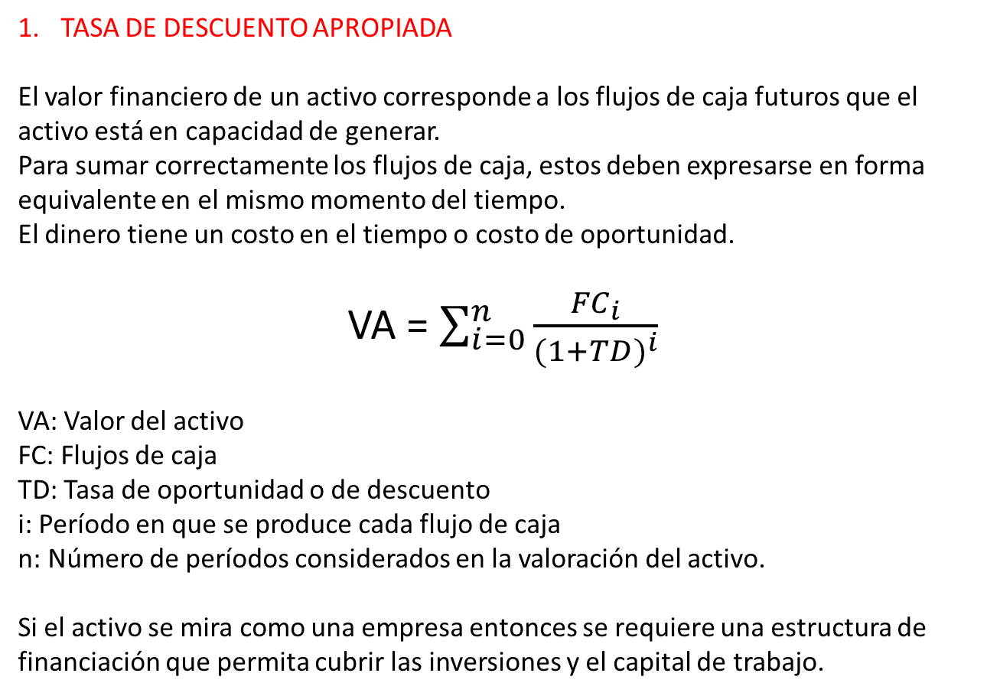 1. TASA DE DESCUENTO APROPIADA
El valor financiero de un activo corresponde a los flujos de caja futuros que el
activo está en capacidad de generar.
Para sumar correctamente los flujos de caja, estos deben expresarse en forma
equivalente en el mismo momento del tiempo.
El dinero tiene un costo en el tiempo o costo de oportunidad.
VA = ∑_{i=0}^{n} FC_i / (1+TD)^i
VA: Valor del activo
FC: Flujos de caja
TD: Tasa de oportunidad o de descuento
i: Período en que se produce cada flujo de caja
n: Número de períodos considerados en la valoración del activo.
Si el activo se mira como una empresa entonces se requiere una estructura de
financiación que permita cubrir las inversiones y el capital de trabajo.